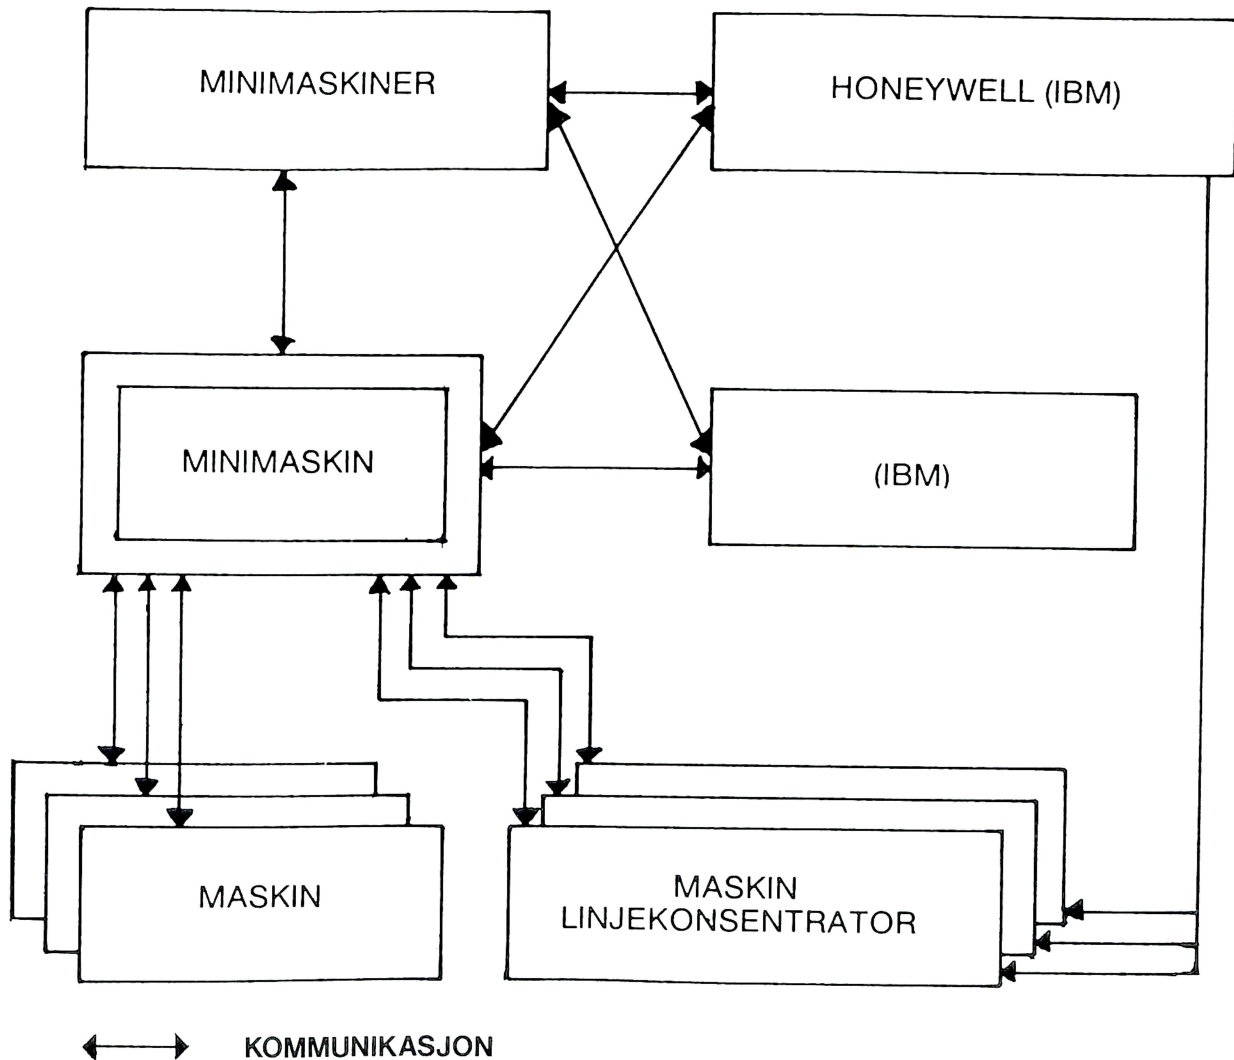 MINIMASKINER
HONEYWELL (IBM)
MINIMASKIN
(IBM)
MASKIN
MASKIN
LINJEKONSENTRATOR
KOMMUNIKASJON